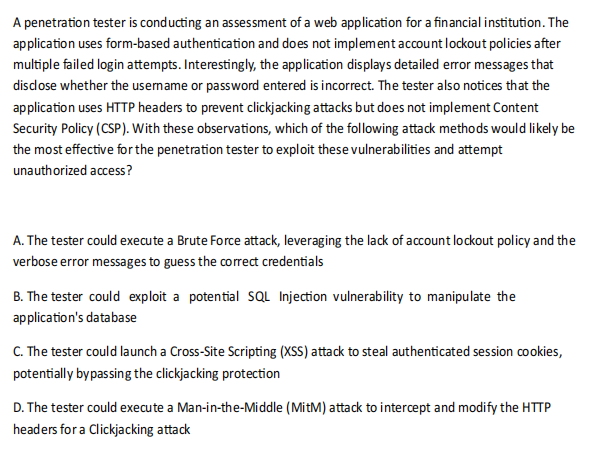 A penetration tester is conducting an assessment of a web application for a financial institution. The
application uses form-based authentication and does not implement account lockout policies after
multiple failed login attempts. Interestingly, the application displays detailed error messages that
disclose whether the username or password entered is incorrect. The tester also notices that the
application uses HTTP headers to prevent clickjacking attacks but does not implement Content
Security Policy (CSP). With these observations, which of the following attack methods would likely be
the most effective for the penetration tester to exploit these vulnerabilities and attempt
unauthorized access?
A. The tester could execute a Brute Force attack, leveraging the lack of account lockout policy and the
verbose error messages to guess the correct credentials
B. The tester could exploit a potential SQL Injection vulnerability to manipulate the
application's database
C. The tester could launch a Cross-Site Scripting (XSS) attack to steal authenticated session cookies,
potentially bypassing the clickjacking protection
D. The tester could execute a Man-in-the-Middle (MitM) attack to intercept and modify the HTTP
headers for a Clickjacking attack